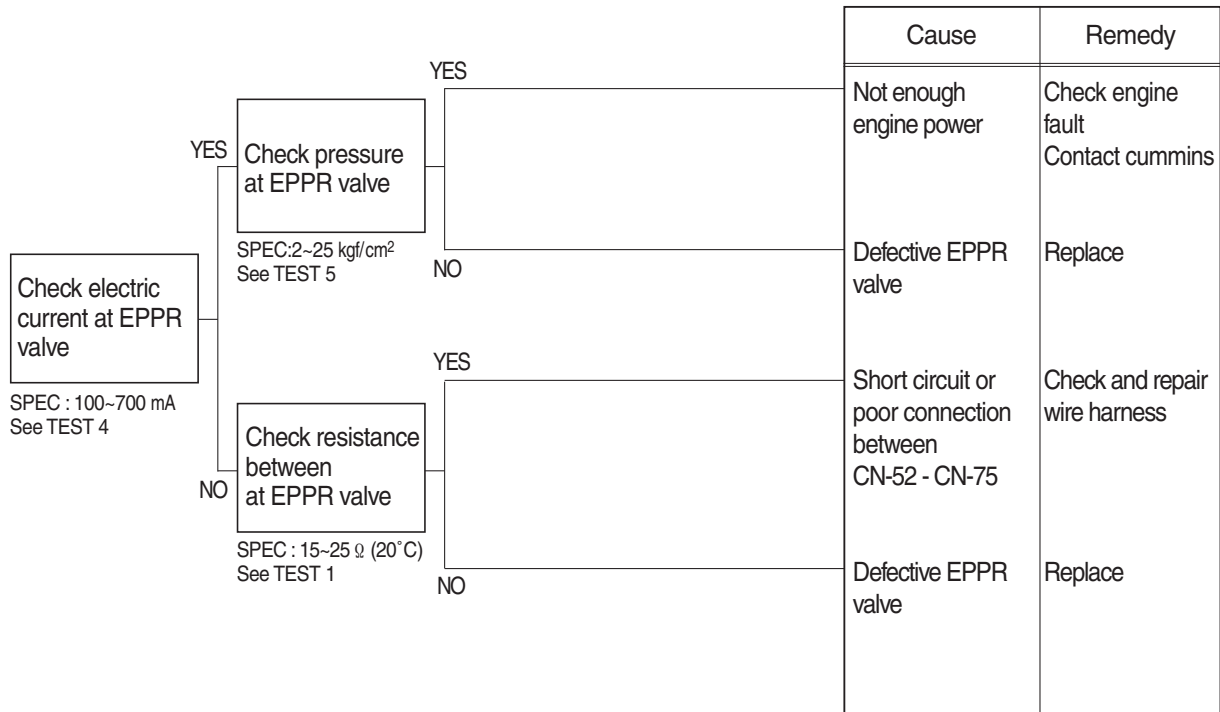 Cause
Remedy
YES
Not enough
engine power
Check engine
fault
Contact cummins
YES
Check pressure
at EPPR valve
SPEC:2~25 kgf/cm²
See TEST 5
NO
Defective EPPR
valve
Replace
Check electric
current at EPPR
valve
SPEC : 100~700 mA
See TEST 4
YES
Short circuit or
poor connection
between
CN-52 - CN-75
Check and repair
wire harness
NO
Check resistance
between
at EPPR valve
SPEC : 15~25 Ω (20˚C)
See TEST 1
NO
Defective EPPR
valve
Replace